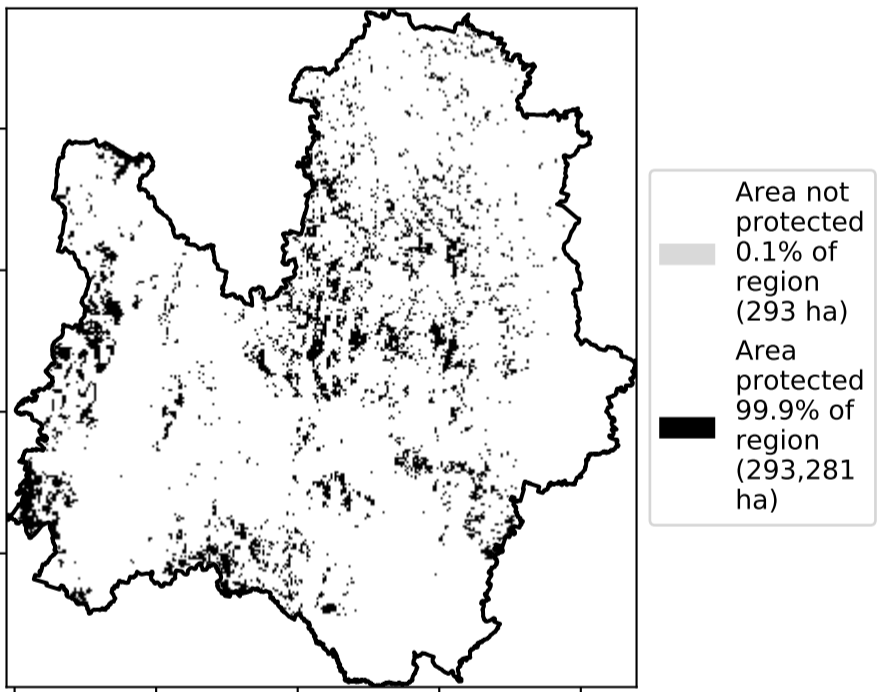 Area not
protected
0.1% of
region
(293 ha)
Area
protected
99.9% of
region
(293,281
ha)